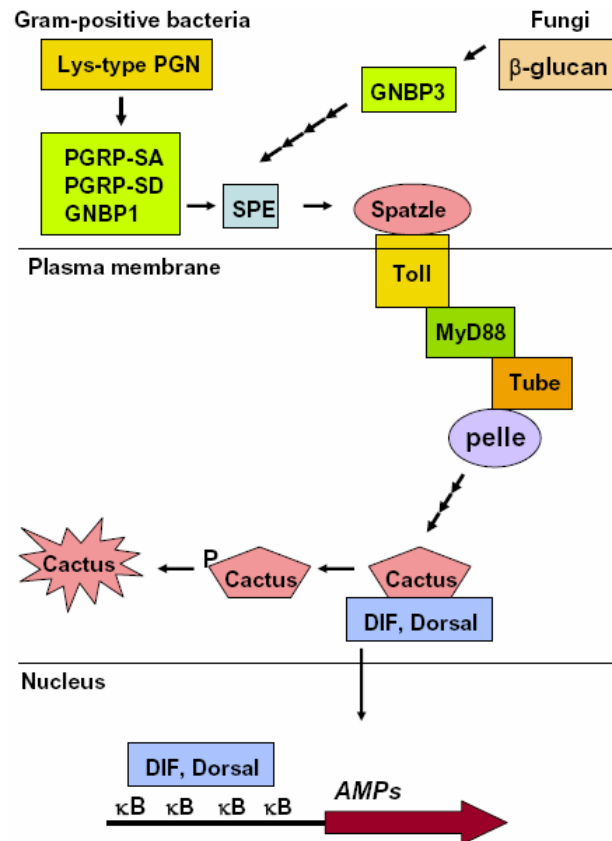 Gram-positive bacteria
Fungi
Lys-type PGN
β-glucan
GNBP3
PGRP-SA
PGRP-SD
GNBP1
SPE
Spatzle
Plasma membrane
Toll
MyD88
Tube
pelle
Cactus
P
Cactus
Cactus
DIF, Dorsal
Nucleus
DIF, Dorsal
κB κB κB κB
AMPs